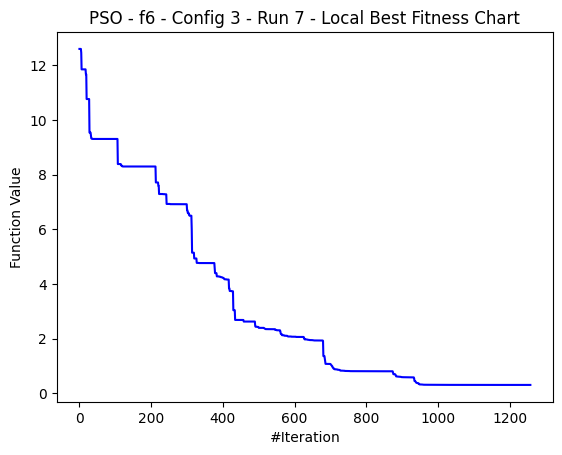 PSO - f6 - Config 3 - Run 7 - Local Best Fitness Chart
Function Value
12
10
8
6
4
2
0
0 200 400 600 800 1000 1200
#Iteration